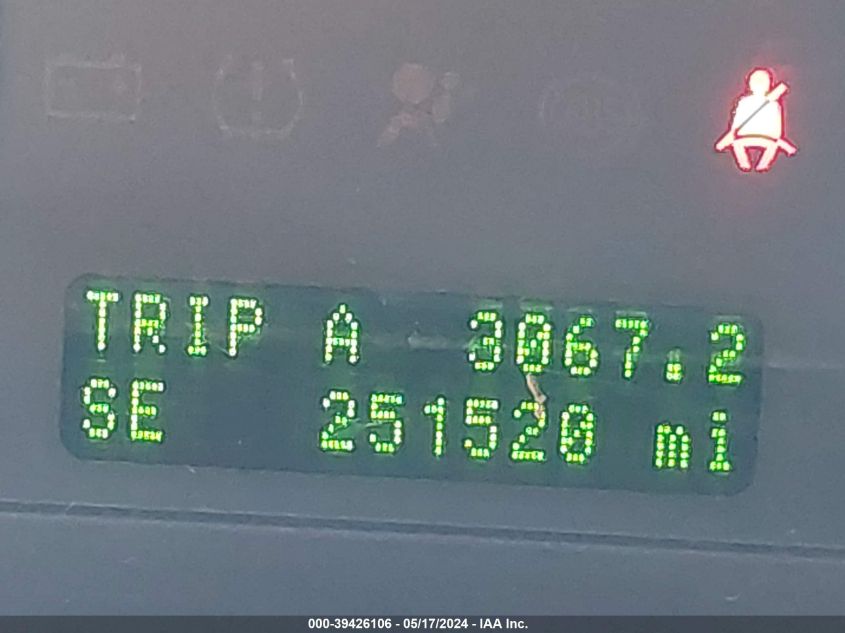 TRIP A 3067.2
SE 251520 mi
000-39426106 - 05/17/2024 - IAA Inc.